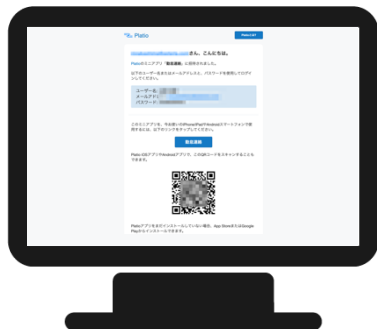 Platio
さん、こんにちは。
Platioのミニアプリ「緊急連絡」に招待されました。
以下のユーザー名またはメールアドレスと、パスワードを使用してログインしてください。
ユーザー名
メールアドレス
パスワード
このミニアプリを、今お使いのiPhone/iPadやAndroidスマートフォンで使
用するには、以下のリンクをタップしてください。
緊急連絡
Platio iOSアプリやAndroidアプリで、このQRコードをスキャンすることも
できます。
Platioアプリをまだインストールしていない場合、App StoreまたはGoogle
Playからインストールできます。